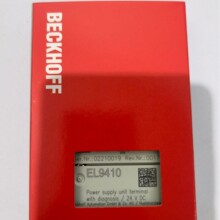 BECKHOFF
EL9410
Power supply unit terminal
with diagnosis / 24 V DC